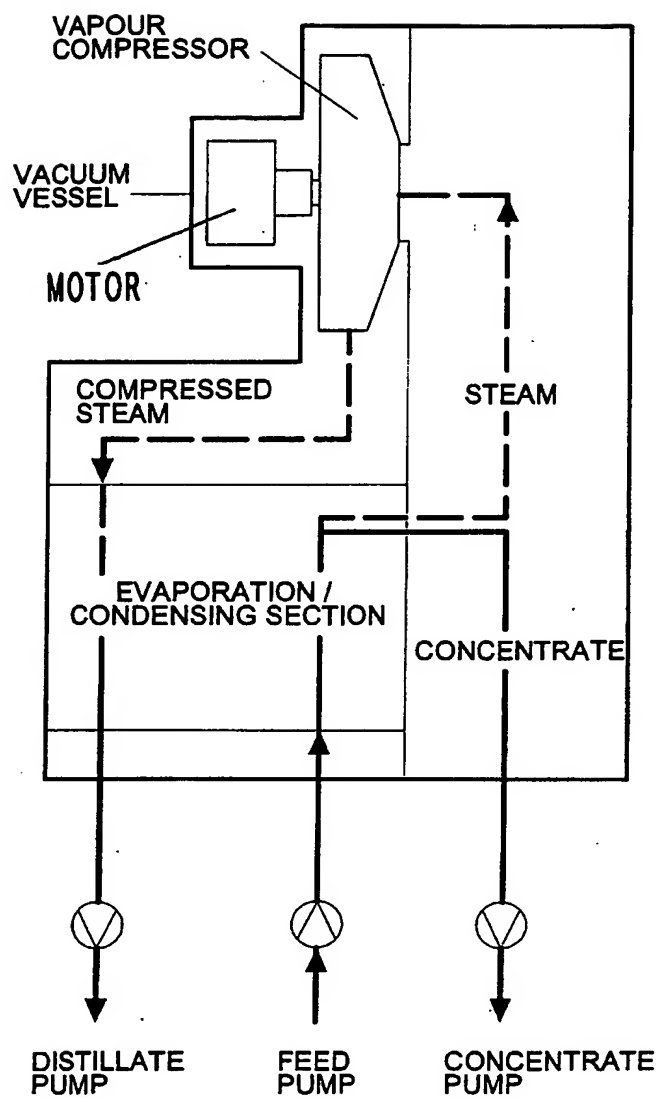 VAPOUR
COMPRESSOR
VACUUM
VESSEL
MOTOR
COMPRESSED
STEAM
STEAM
EVAPORATION /
CONDENSING SECTION
CONCENTRATE
DISTILLATE
PUMP
FEED
PUMP
CONCENTRATE
PUMP